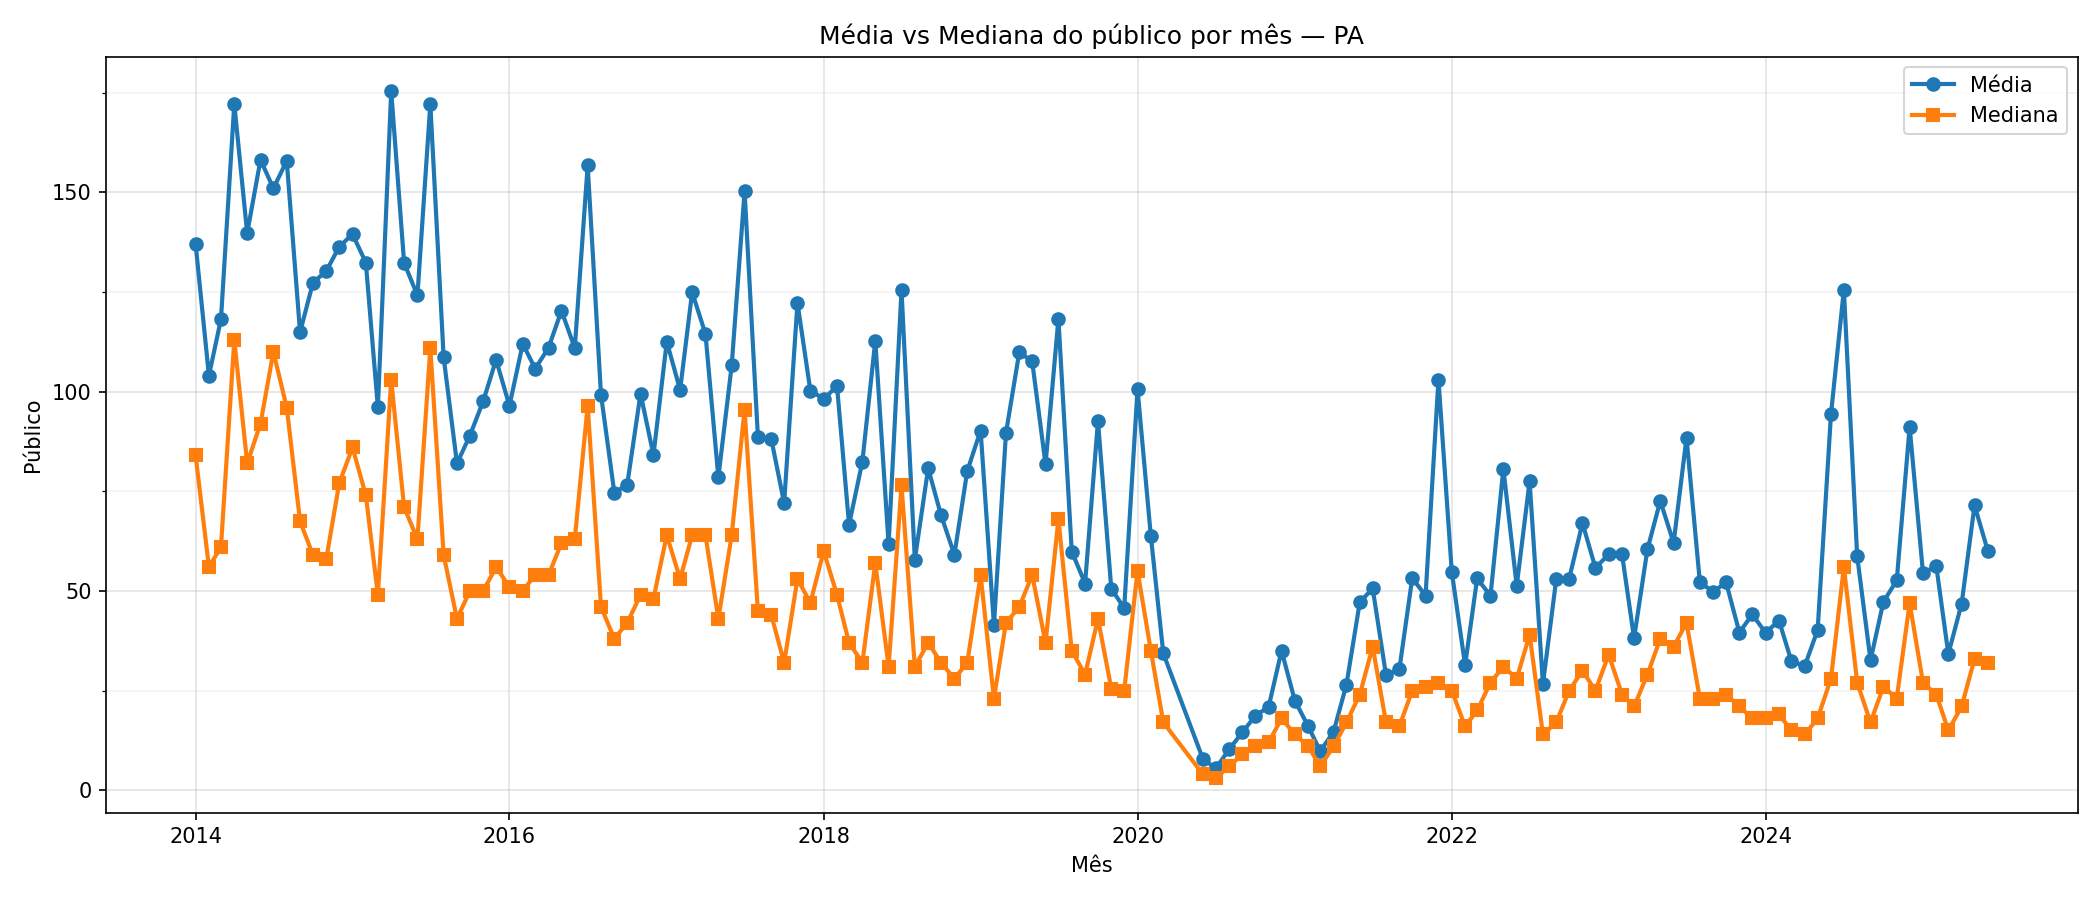 Média vs Mediana do público por mês — PA
Média
Mediana
Público
150
100
50
0
2014 2016 2018 2020 2022 2024
Mês